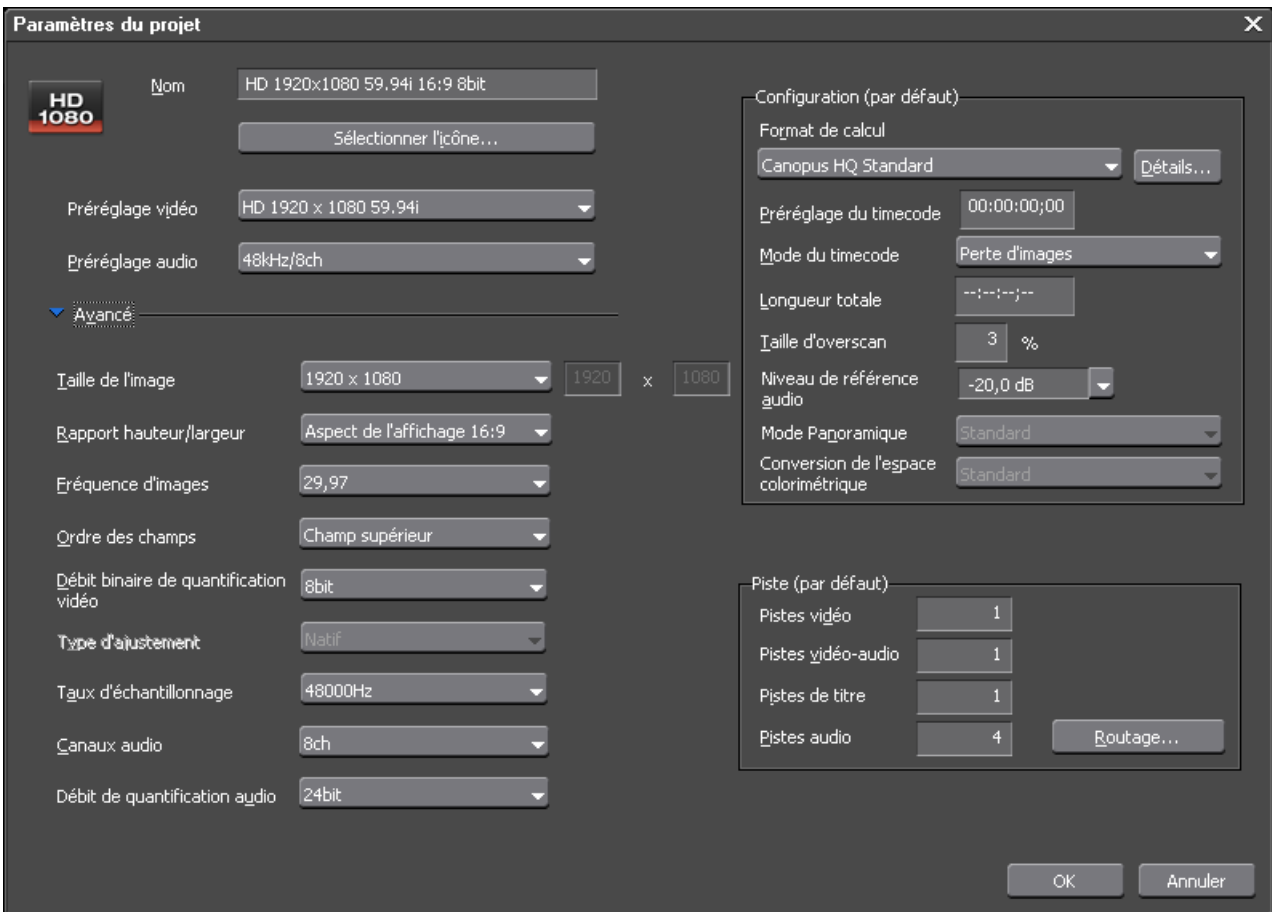 Paramètres du projet
HD
1080
Nom
HD 1920x1080 59.94i 16:9 8bit
Sélectionner l'icône...
Préréglage vidéo
HD 1920 x 1080 59.94i
Préréglage audio
48kHz/8ch
Avancé
Taille de l'image
1920 x 1080
1920
x
1080
Rapport hauteur/largeur
Aspect de l'affichage 16:9
Fréquence d'images
29,97
Ordre des champs
Champ supérieur
Débit binaire de quantification
vidéo
8bit
Type d'ajustement
Natif
Taux d'échantillonnage
48000Hz
Canaux audio
8ch
Débit de quantification audio
24bit
Configuration (par défaut)
Format de calcul
Canopus HQ Standard
Détails...
Préréglage du timecode
00:00:00;00
Mode du timecode
Perte d'images
Longueur totale
--:--:--;--
Taille d'overscan
3
%
Niveau de référence
audio
-20,0 dB
Mode Panoramique
Standard
Conversion de l'espace
colorimétrique
Standard
Piste (par défaut)
Pistes vidéo
1
Pistes vidéo-audio
1
Pistes de titre
1
Pistes audio
4
Routage...
OK
Annuler